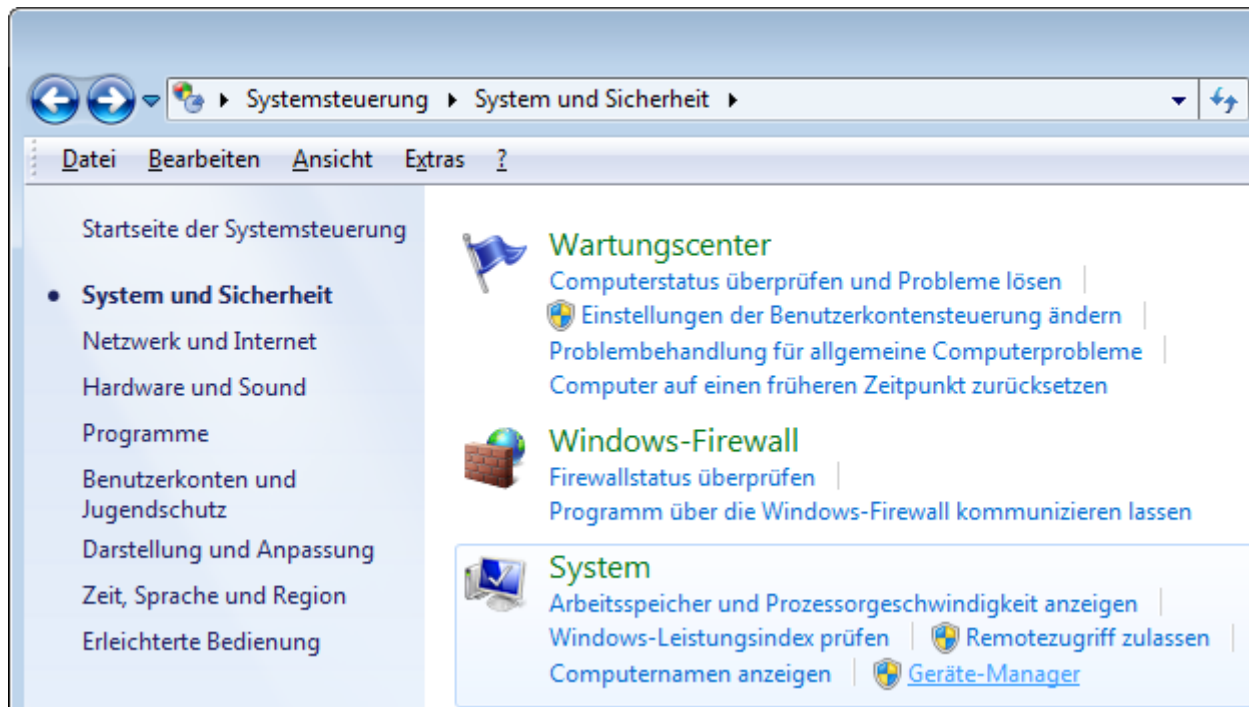 Systemsteuerung System und Sicherheit
Datei Bearbeiten Ansicht Extras ?
Startseite der Systemsteuerung
System und Sicherheit
Netzwerk und Internet
Hardware und Sound
Programme
Benutzerkonten und
Jugendschutz
Darstellung und Anpassung
Zeit, Sprache und Region
Erleichterte Bedienung
Wartungscenter
Computerstatus überprüfen und Probleme lösen
Einstellungen der Benutzerkontensteuerung ändern
Problembehandlung für allgemeine Computerprobleme
Computer auf einen früheren Zeitpunkt zurücksetzen
Windows-Firewall
Firewallstatus überprüfen
Programm über die Windows-Firewall kommunizieren lassen
System
Arbeitsspeicher und Prozessorgeschwindigkeit anzeigen
Windows-Leistungsindex prüfen Remotezugriff zulassen
Computernamen anzeigen Geräte-Manager